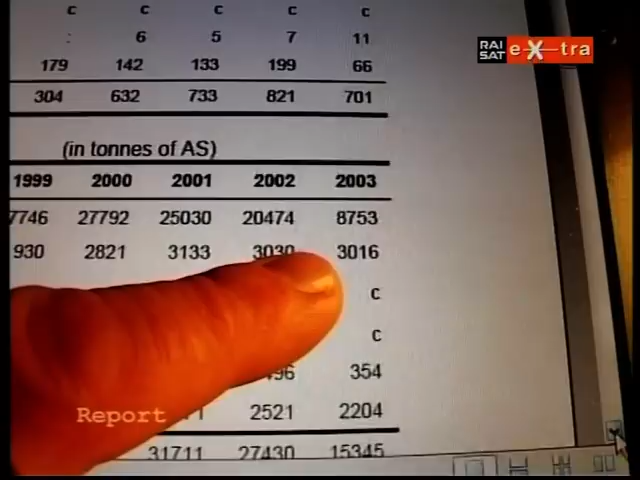 c c c c c
: 6 5 7 11
179 142 133 199 66
304 632 733 821 701
RAI SAT eXtra
(in tonnes of AS)
1999 2000 2001 2002 2003
7746 27792 25030 20474 8753
930 2821 3133 3030 3016
c
c
496 354
Report 2521 2204
31711 27430 15345